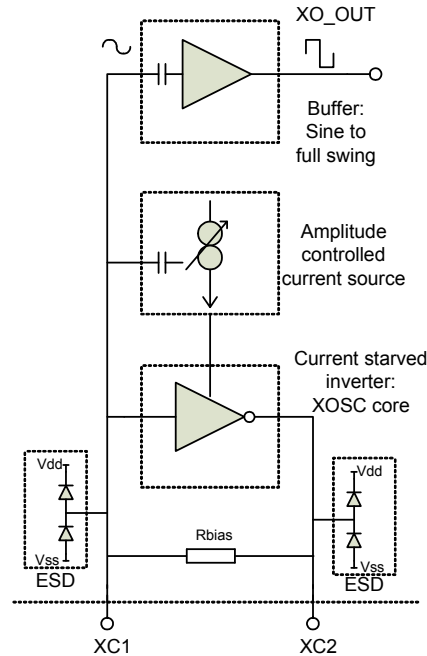 XO_OUT
Buffer:
Sine to
full swing
Amplitude
controlled
current source
Current starved
inverter:
XOSC core
Vdd
Vss
ESD
Rbias
Vdd
Vss
ESD
XC1
XC2